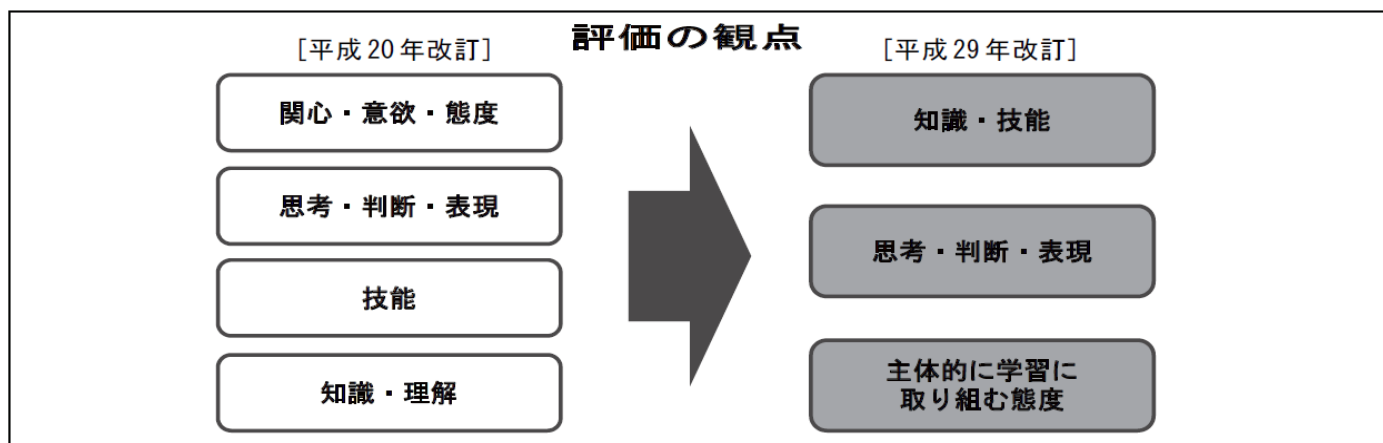 評価の観点
［平成20年改訂］
関心・意欲・態度
思考・判断・表現
技能
知識・理解
［平成29年改訂］
知識・技能
思考・判断・表現
主体的に学習に
取り組む態度